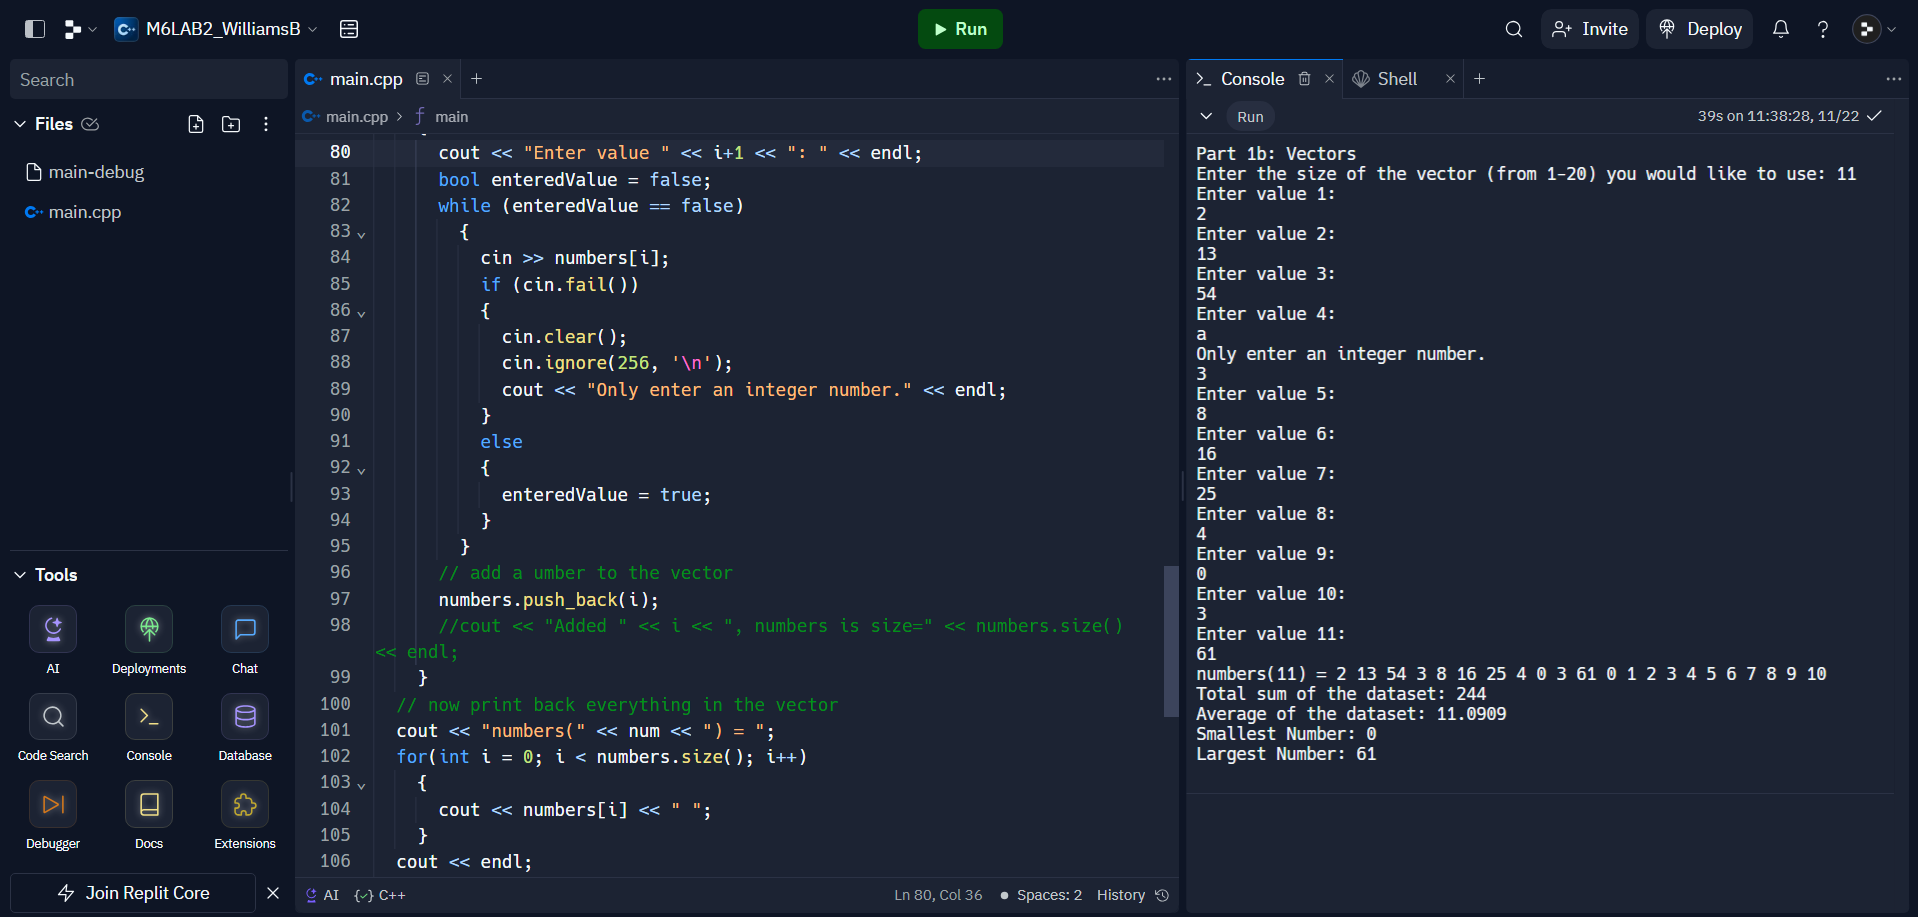 M6LAB2_WilliamsB
Run
Invite
Deploy
Search
Files
main-debug
main.cpp
Tools
AI
Deployments
Chat
Code Search
Console
Database
Debugger
Docs
Extensions
Join Replit Core
main.cpp
main.cpp > main
80 cout << "Enter value " << i+1 << ": " << endl;
81 bool enteredValue = false;
82 while (enteredValue == false)
83 {
84 cin >> numbers[i];
85 if (cin.fail())
86 {
87 cin.clear();
88 cin.ignore(256, '\n');
89 cout << "Only enter an integer number." << endl;
90 }
91 else
92 {
93 enteredValue = true;
94 }
95 }
96 // add a umber to the vector
97 numbers.push_back(i);
98 //cout << "Added " << i << ", numbers is size=" << numbers.size()
<< endl;
99 }
100 // now print back everything in the vector
101 cout << "numbers(" << num << ") = ";
102 for(int i = 0; i < numbers.size(); i++)
103 {
104 cout << numbers[i] << " ";
105 }
106 cout << endl;
AI {} C++ Ln 80, Col 36 Spaces: 2 History
Console
Shell
Run
39s on 11:38:28, 11/22
Part 1b: Vectors
Enter the size of the vector (from 1-20) you would like to use: 11
Enter value 1:
2
Enter value 2:
13
Enter value 3:
54
Enter value 4:
a
Only enter an integer number.
3
Enter value 5:
8
Enter value 6:
16
Enter value 7:
25
Enter value 8:
4
Enter value 9:
0
Enter value 10:
3
Enter value 11:
61
numbers(11) = 2 13 54 3 8 16 25 4 0 3 61 0 1 2 3 4 5 6 7 8 9 10
Total sum of the dataset: 244
Average of the dataset: 11.0909
Smallest Number: 0
Largest Number: 61